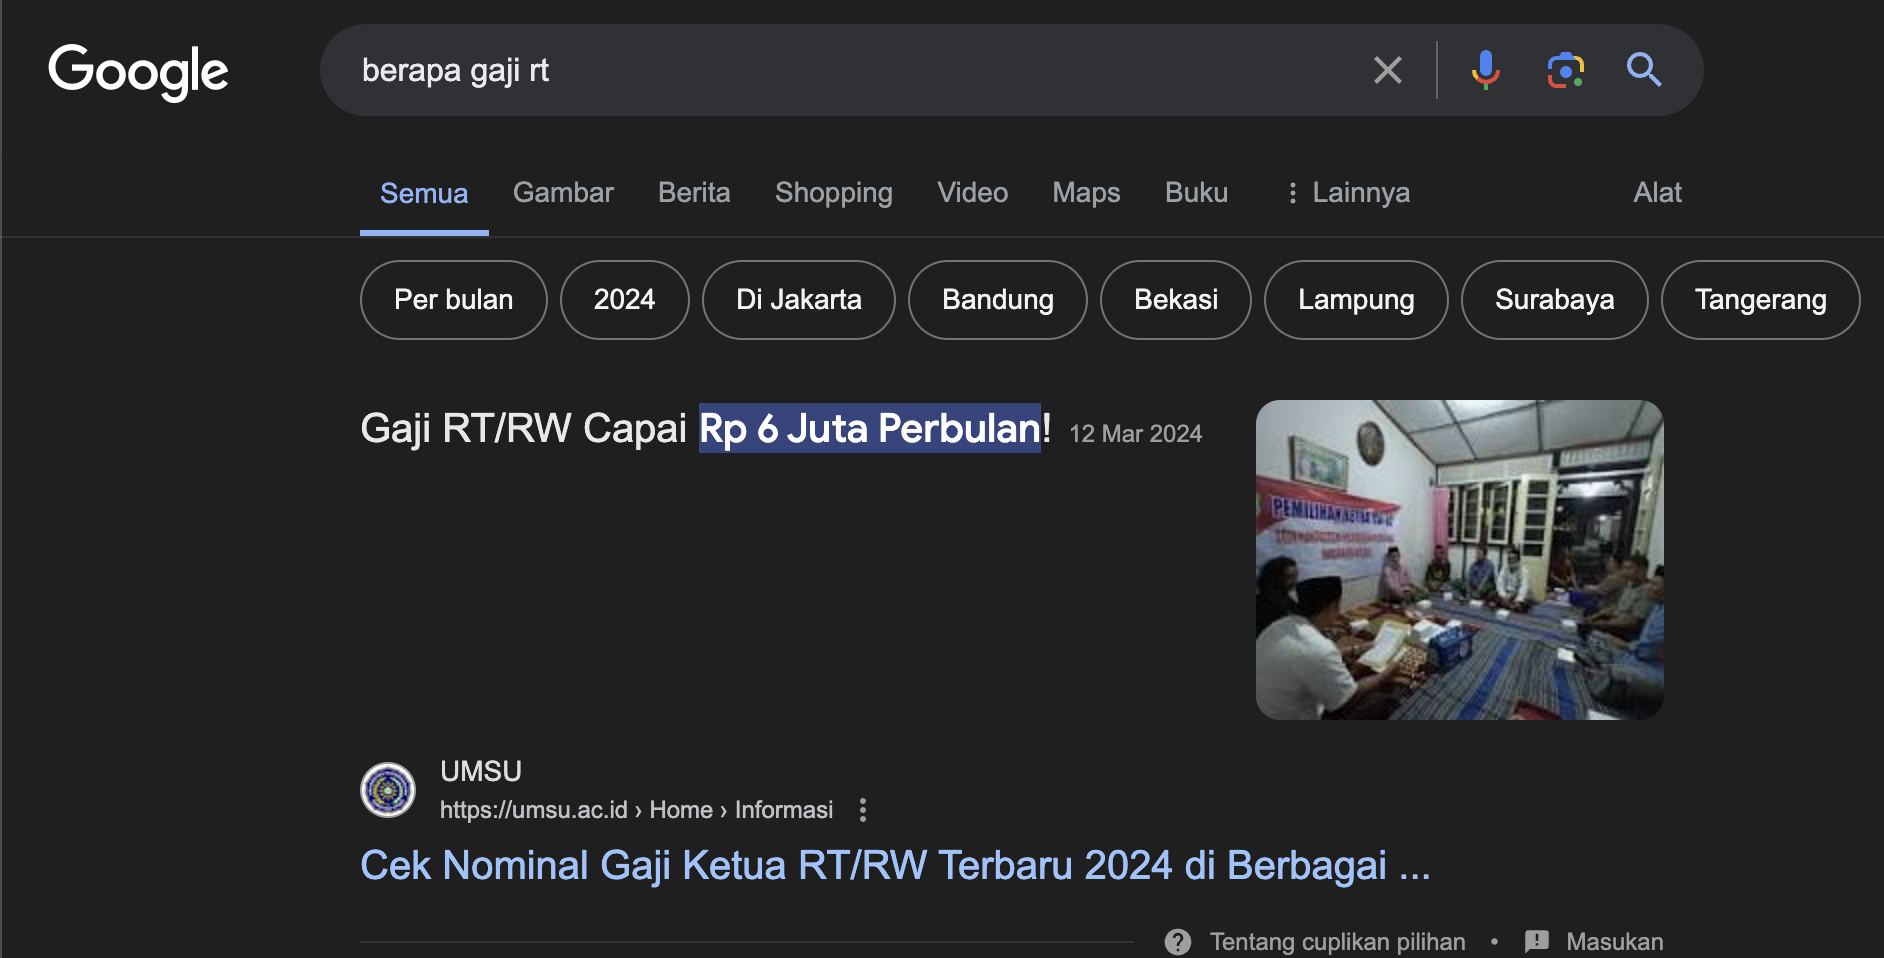 Google
berapa gaji rt
Semua Gambar Berita Shopping Video Maps Buku Lainnya Alat
Per bulan 2024 Di Jakarta Bandung Bekasi Lampung Surabaya Tangerang
Gaji RT/RW Capai Rp 6 Juta Perbulan! 12 Mar 2024
PEMILIHAN
UMSU
https://umsu.ac.id › Home › Informasi
Cek Nominal Gaji Ketua RT/RW Terbaru 2024 di Berbagai ...
Tentang cuplikan pilihan • Masukan